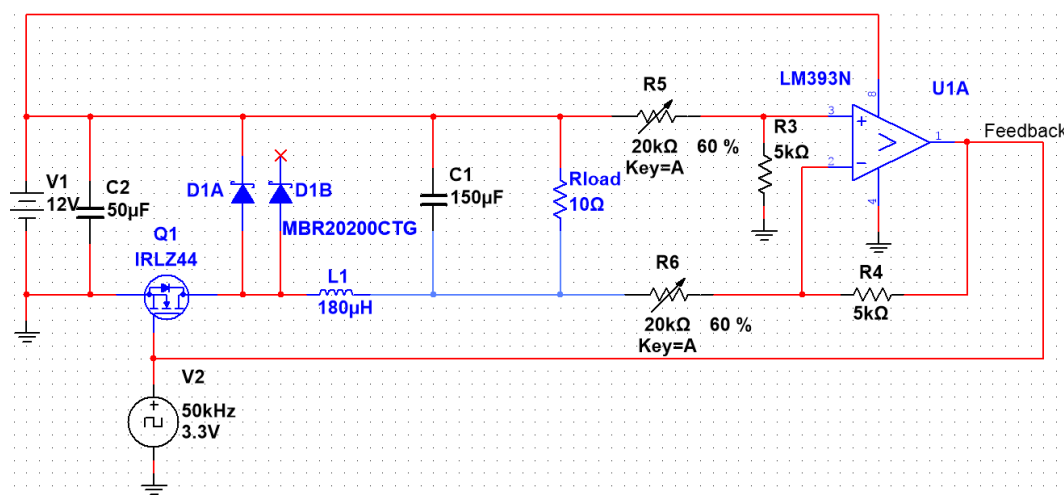 LM393N
U1A
R5
8
3
+
1
Feedback
20kΩ 60 %
Key=A
R3
5kΩ
2
−
4
V1
12V
C2
50µF
D1A
D1B
MBR20200CTG
C1
150µF
Rload
10Ω
Q1
IRLZ44
L1
180µH
R6
20kΩ 60 %
Key=A
R4
5kΩ
V2
+
50kHz
3.3V